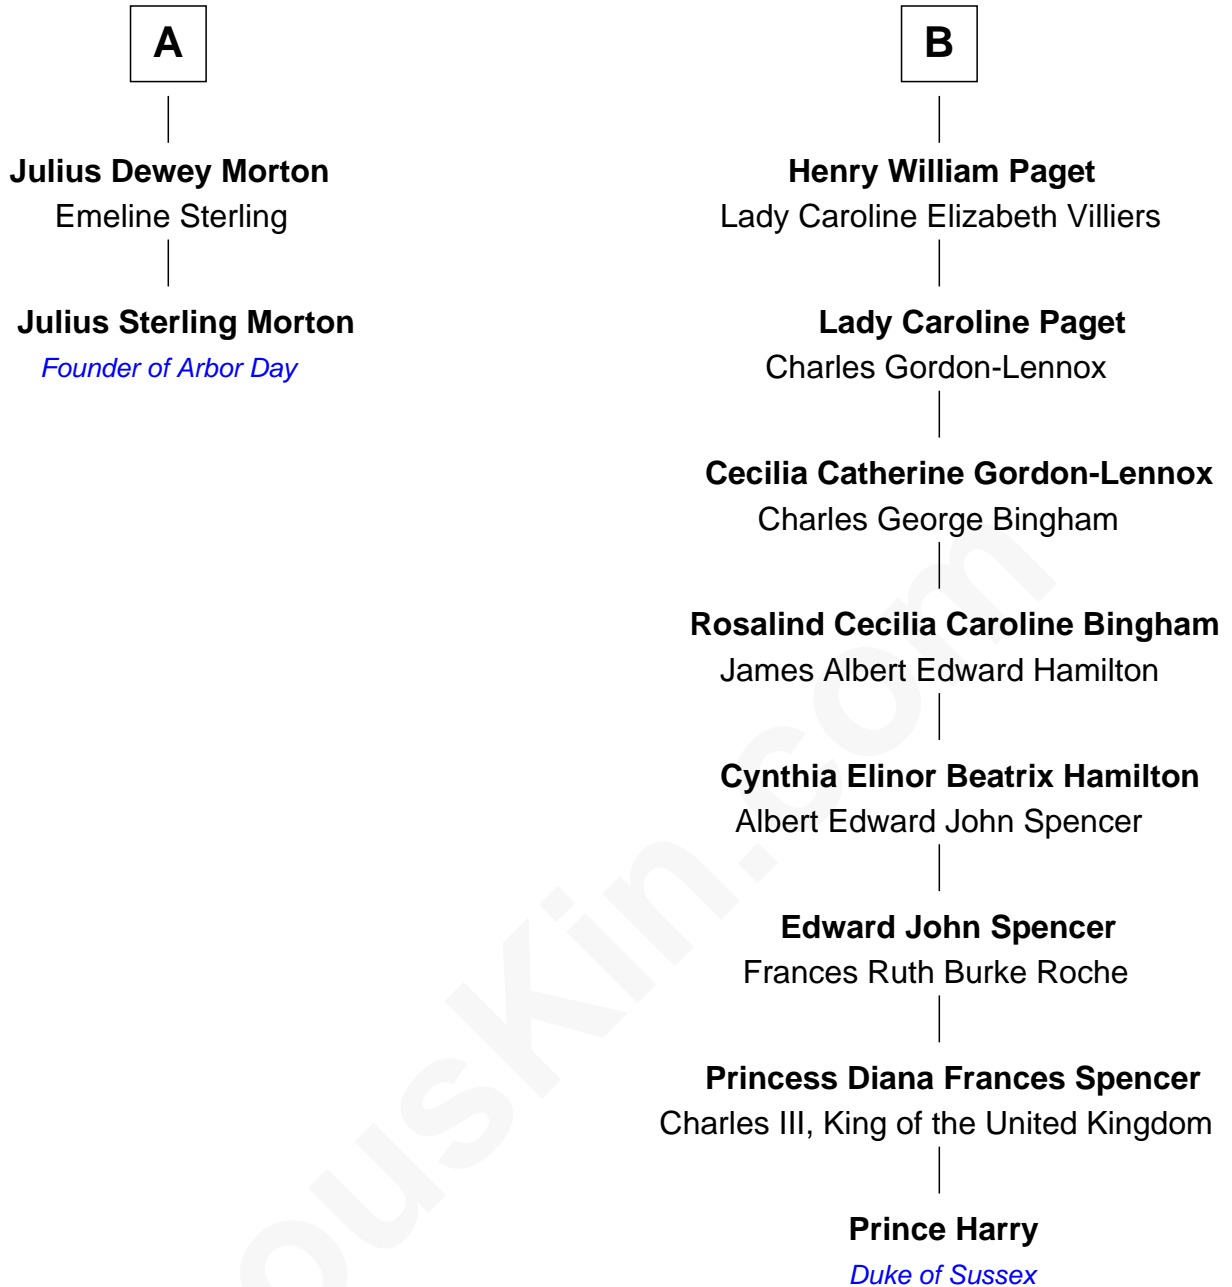 A
Julius Dewey Morton
Emeline Sterling
Julius Sterling Morton
Founder of Arbor Day
B
Henry William Paget
Lady Caroline Elizabeth Villiers
Lady Caroline Paget
Charles Gordon-Lennox
Cecilia Catherine Gordon-Lennox
Charles George Bingham
Rosalind Cecilia Caroline Bingham
James Albert Edward Hamilton
Cynthia Elinor Beatrix Hamilton
Albert Edward John Spencer
Edward John Spencer
Frances Ruth Burke Roche
Princess Diana Frances Spencer
Charles III, King of the United Kingdom
Prince Harry
Duke of Sussex
ousKin.com